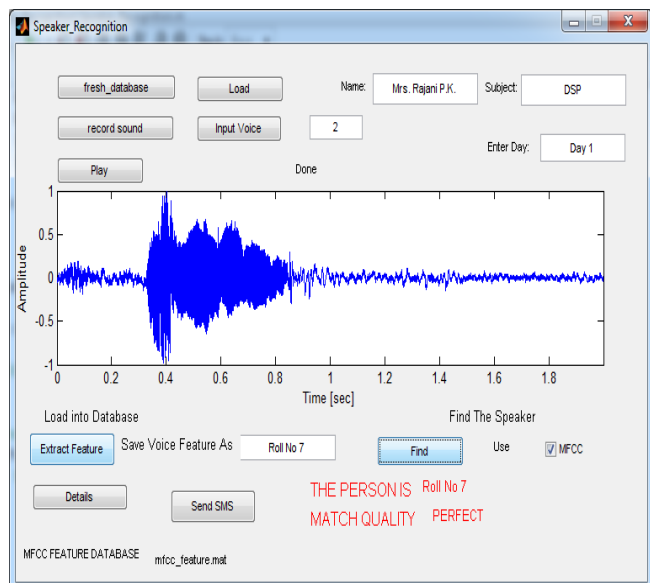 Speaker_Recognition
fresh_database Load Name: Mrs. Rajani P.K. Subject: DSP
record sound Input Voice 2
Enter Day: Day 1
Play Done
1
0.5
0
-0.5
-1
Amplitude
0 0.2 0.4 0.6 0.8 1 1.2 1.4 1.6 1.8
Time [sec]
Load into Database Find The Speaker
Extract Feature Save Voice Feature As Roll No 7 Find Use MFCC
Details Send SMS THE PERSON IS Roll No 7
MATCH QUALITY PERFECT
MFCC FEATURE DATABASE mfcc_feature.mat